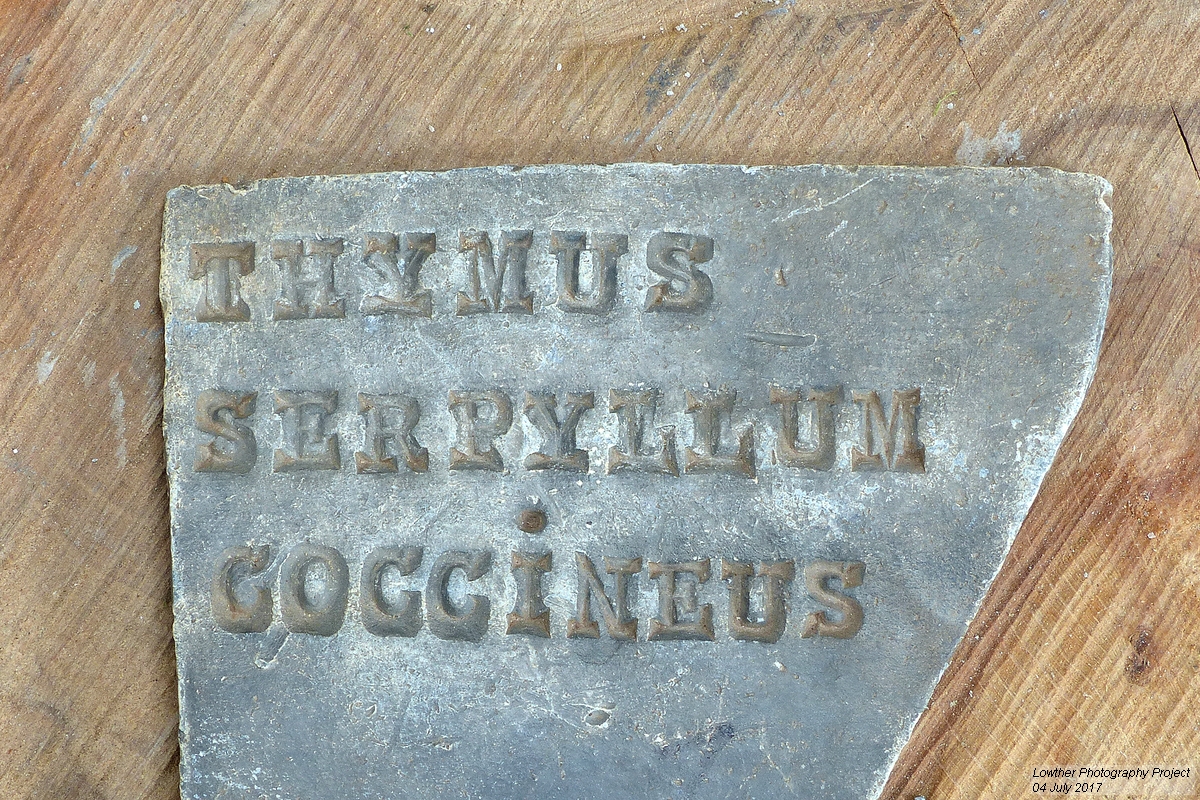 THYMUS
SERPYLLUM
COCCiNEUS
Lowther Photography Project
04 July 2017